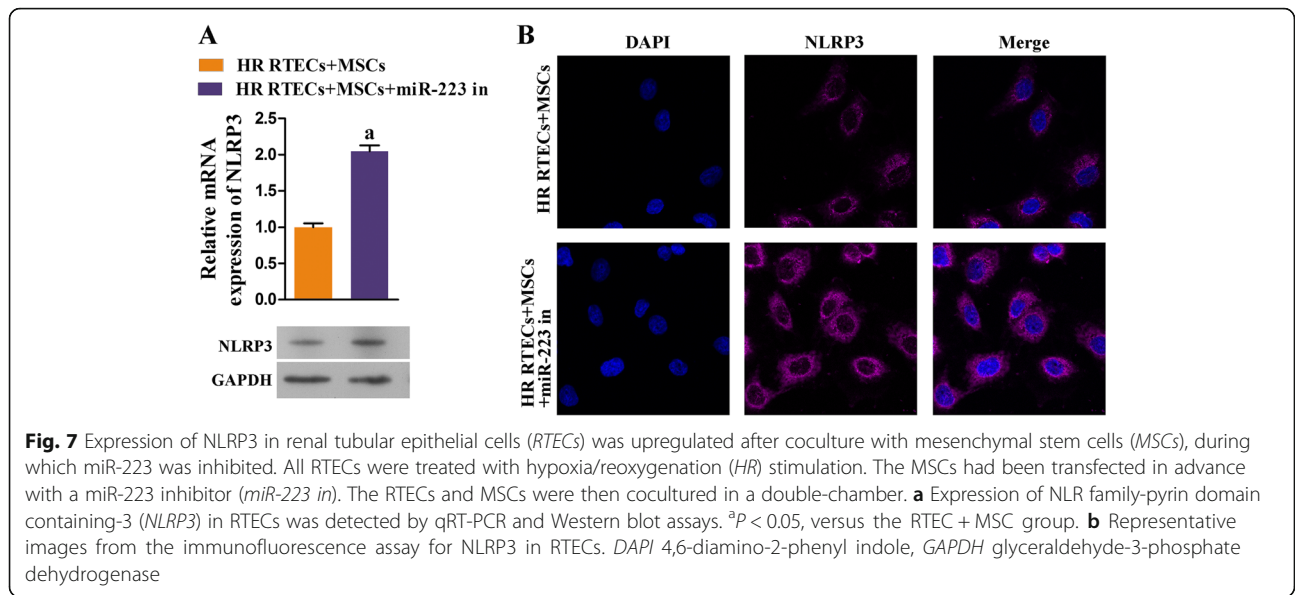 A
HR RTECs+MSCs
HR RTECs+MSCs+miR-223 in
Relative mRNA
expression of NLRP3
2.5
2.0
1.5
1.0
0.5
0.0
a
NLRP3
GAPDH
B
DAPI NLRP3 Merge
HR RTECs+MSCs
HR RTECs+MSCs
+miR-223 in
Fig. 7 Expression of NLRP3 in renal tubular epithelial cells (RTECs) was upregulated after coculture with mesenchymal stem cells (MSCs), during
which miR-223 was inhibited. All RTECs were treated with hypoxia/reoxygenation (HR) stimulation. The MSCs had been transfected in advance
with a miR-223 inhibitor (miR-223 in). The RTECs and MSCs were then cocultured in a double-chamber. a Expression of NLR family-pyrin domain
containing-3 (NLRP3) in RTECs was detected by qRT-PCR and Western blot assays. ᵃP < 0.05, versus the RTEC + MSC group. b Representative
images from the immunofluorescence assay for NLRP3 in RTECs. DAPI 4,6-diamino-2-phenyl indole, GAPDH glyceraldehyde-3-phosphate
dehydrogenase